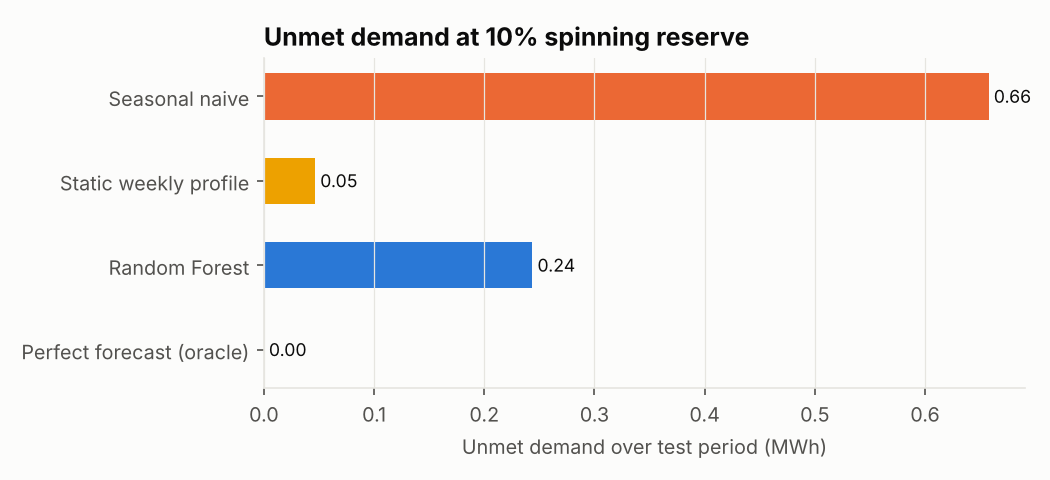 Unmet demand at 10% spinning reserve
Seasonal naive
0.66
Static weekly profile
0.05
Random Forest
0.24
Perfect forecast (oracle)
0.00
0.0 0.1 0.2 0.3 0.4 0.5 0.6
Unmet demand over test period (MWh)